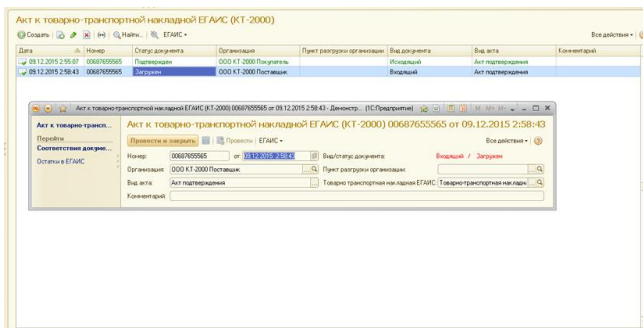 Акт к товарно-транспортной накладной ЕГАИС (КТ-2000)
Создать Найти... ЕГАИС Все действия
Дата Номер Статус документа Организация Пункт разгрузки организации Вид документа Вид акта Комментарий
09.12.2015 2:55:07 00687655565 Подтвержден ООО КТ-2000 Покупатель Исходящий Акт подтверждения
09.12.2015 2:58:43 00687655565 Загружен ООО КТ-2000 Поставщик Входящий Акт подтверждения
Акт к товарно-транспортной накладной ЕГАИС (КТ-2000) 00687655565 от 09.12.2015 2:58:43 - Демонстр... (1С:Предприятие) M M+ M-
Акт к товарно-трансп...
Перейти
Соответствия докуме...
Остатки в ЕГАИС
Акт к товарно-транспортной накладной ЕГАИС (КТ-2000) 00687655565 от 09.12.2015 2:58:43
Провести и закрыть Провести ЕГАИС Все действия
Номер: 00687655565 от: 09.12.2015 2:58:43 Вид/статус документа: Входящий / Загружен
Организация: ООО КТ-2000 Поставщик Пункт разгрузки организации:
Вид акта: Акт подтверждения Товарно транспортная накладная ЕГАИС: Товарно-транспортная накладн
Комментарий: